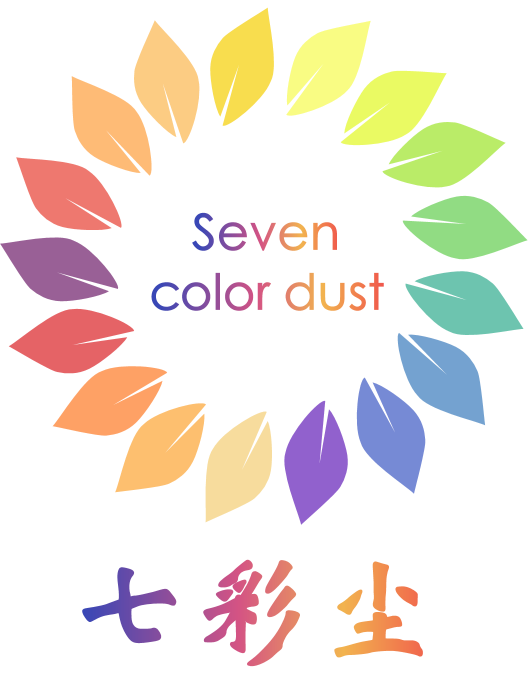 Seven
color dust
七彩尘